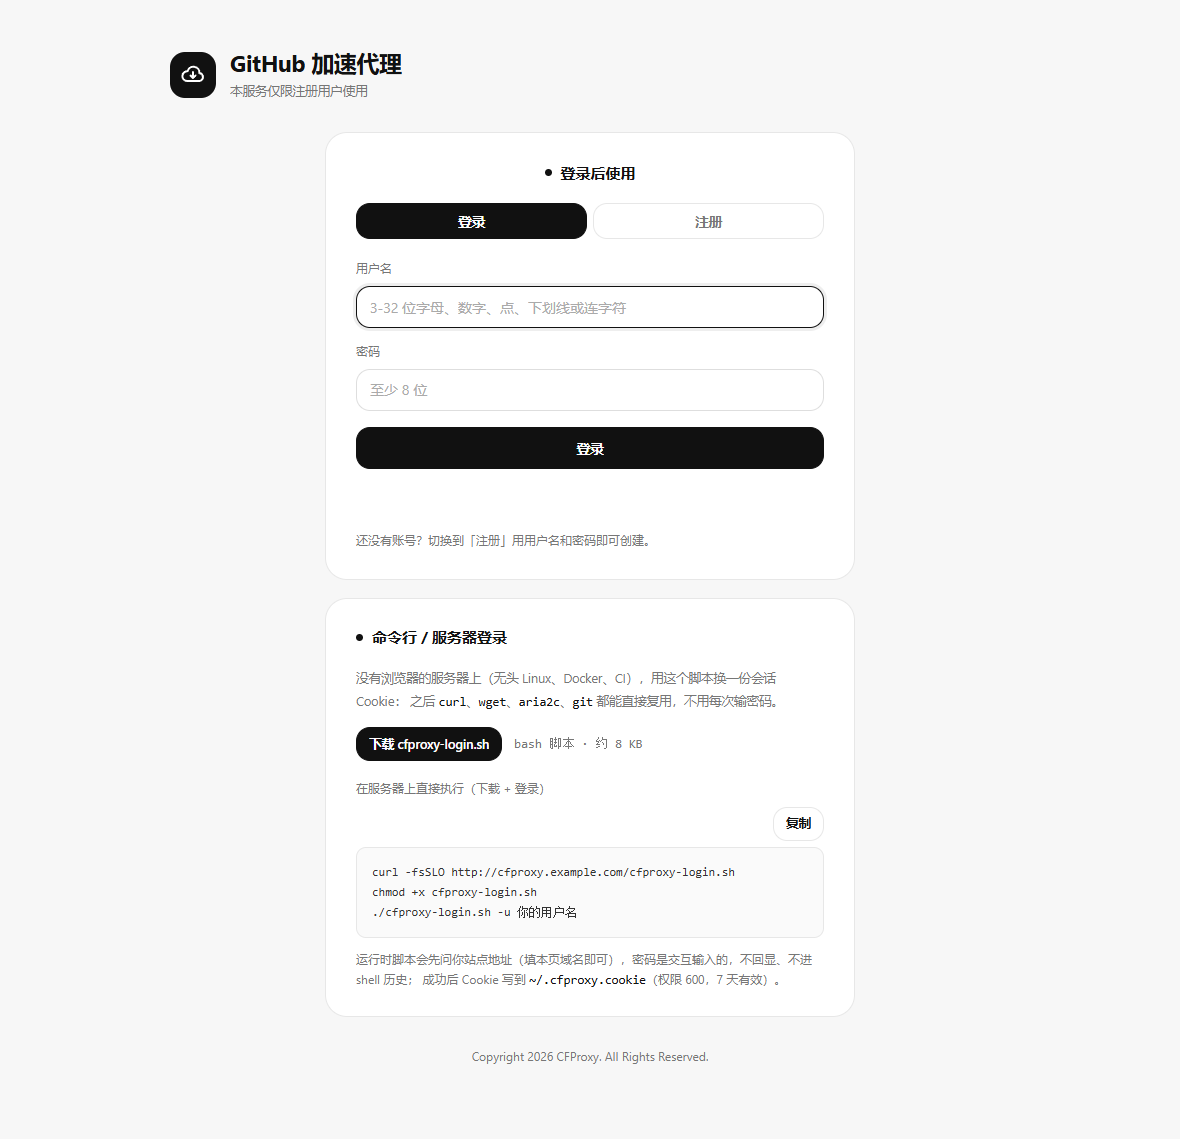 GitHub 加速代理
本服务仅限注册用户使用
登录后使用
登录
注册
用户名
3-32 位字母、数字、点、下划线或连字符
密码
至少 8 位
登录
还没有账号？切换到「注册」用用户名和密码即可创建。
命令行 / 服务器登录
没有浏览器的服务器上（无头 Linux、Docker、CI），用这个脚本换一份会话
Cookie： 之后 curl、wget、aria2c、git 都能直接复用，不用每次输密码。
下载 cfproxy-login.sh
bash 脚本 · 约 8 KB
在服务器上直接执行（下载 + 登录）
复制
curl -fsSLO http://cfproxy.example.com/cfproxy-login.sh
chmod +x cfproxy-login.sh
./cfproxy-login.sh -u 你的用户名
运行时脚本会先问你站点地址（填本页域名即可），密码是交互输入的，不回显、不进
shell 历史； 成功后 Cookie 写到 ~/.cfproxy.cookie（权限 600，7 天有效）。
Copyright 2026 CFProxy. All Rights Reserved.